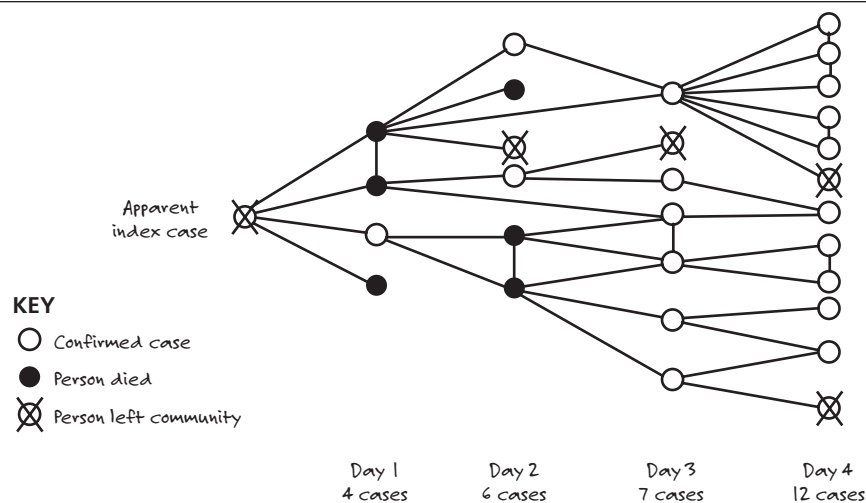 Apparent
index case
KEY
Confirmed case
Person died
Person left community
Day 1
4 cases
Day 2
6 cases
Day 3
7 cases
Day 4
12 cases